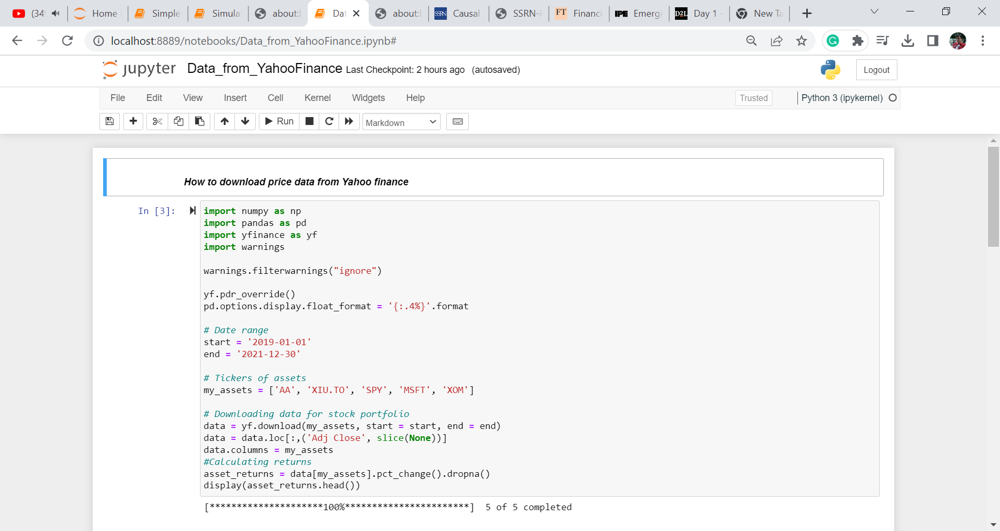 (34
Home
Simple
Simula
about:
Dat
about:
SSRN Causal
SSRN-i
FT Financi
IPE Emergi
D2L Day 1 -
New Ta
localhost:8889/notebooks/Data_from_YahooFinance.ipynb#
jupyter Data_from_YahooFinance Last Checkpoint: 2 hours ago (autosaved)
Logout
File Edit View Insert Cell Kernel Widgets Help
Trusted Python 3 (ipykernel)
Run Markdown
How to download price data from Yahoo finance
In [3]:
import numpy as np
import pandas as pd
import yfinance as yf
import warnings
warnings.filterwarnings("ignore")
yf.pdr_override()
pd.options.display.float_format = '{:.4%}'.format
# Date range
start = '2019-01-01'
end = '2021-12-30'
# Tickers of assets
my_assets = ['AA', 'XIU.TO', 'SPY', 'MSFT', 'XOM']
# Downloading data for stock portfolio
data = yf.download(my_assets, start = start, end = end)
data = data.loc[:,('Adj Close', slice(None))]
data.columns = my_assets
#Calculating returns
asset_returns = data[my_assets].pct_change().dropna()
display(asset_returns.head())
[*********************100%***********************]  5 of 5 completed